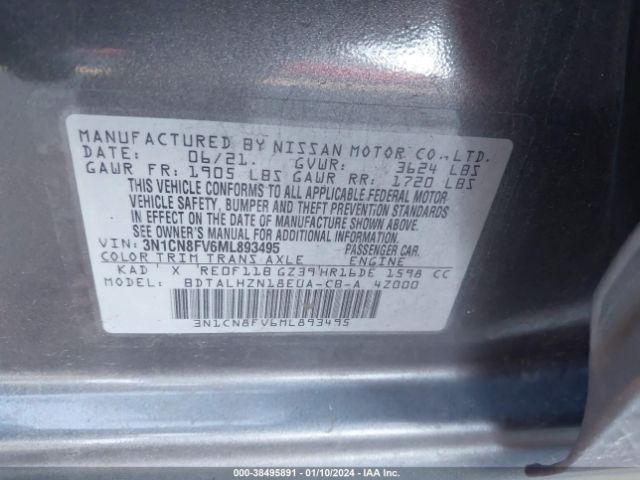 MANUFACTURED BY NISSAN MOTOR CO., LTD.
DATE: 06/21. GVWR: 3624 LBS
GAWR FR: 1905 LBS GAWR RR: 1720 LBS
THIS VEHICLE CONFORMS TO ALL APPLICABLE FEDERAL MOTOR
VEHICLE SAFETY, BUMPER AND THEFT PREVENTION STANDARDS
IN EFFECT ON THE DATE OF MANUFACTURE SHOWN ABOVE.
SEE OWNER'S MANUAL FOR ADDITIONAL INFORMATION
VIN: 3N1CN8FV6ML893495 PASSENGER CAR.
COLOR TRIM TRANS AXLE ENGINE
KAD X RE0F11B GZ39 HR16DE 1598 CC
MODEL: BDTALHZN18EUA-CB-A 42000
3N1CN8FV6ML893495
000-38495891 - 01/10/2024 - IAA Inc.